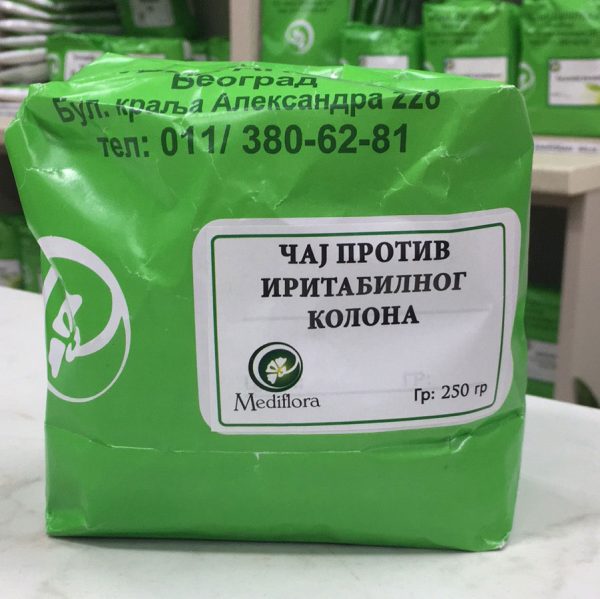 Београд
Бул. краља Александра 228
тел: 011/ 380-62-81
ЧАЈ ПРОТИВ
ИРИТАБИЛНОГ
КОЛОНА
Mediflora
Гр: 250 гр